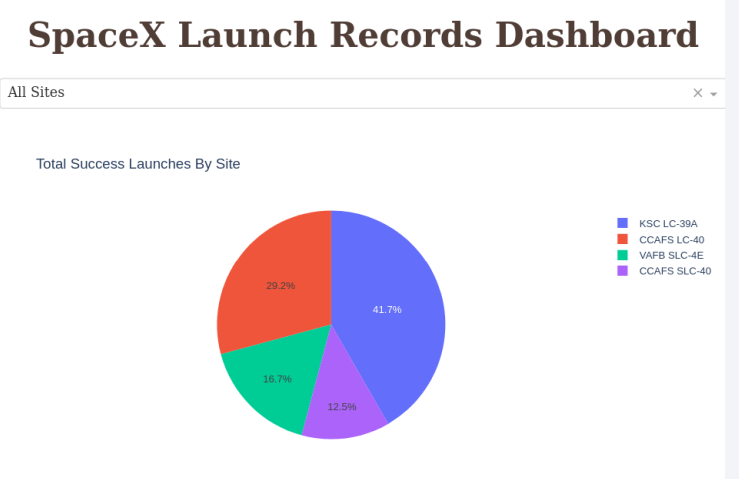 SpaceX Launch Records Dashboard
All Sites
Total Success Launches By Site
KSC LC-39A
CCAFS LC-40
VAFB SLC-4E
CCAFS SLC-40
29.2%
41.7%
16.7%
12.5%